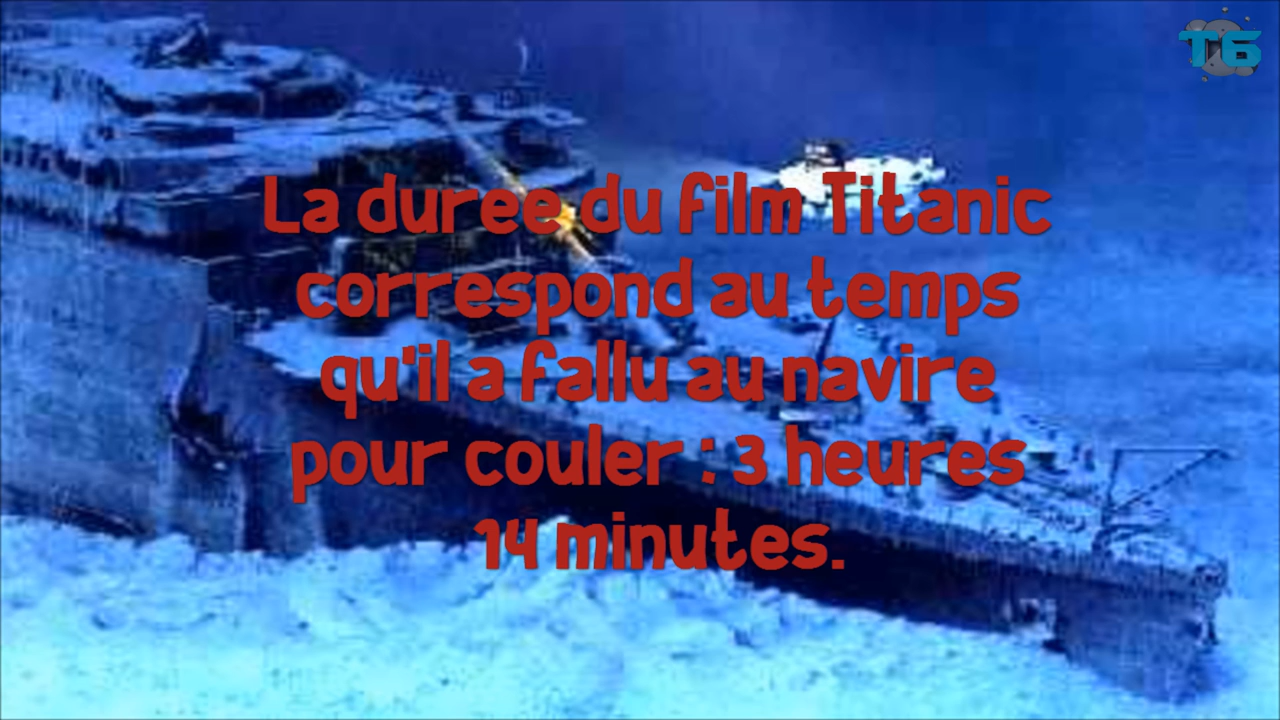 T6
La duree du film Titanic
correspond au temps
qu'il a fallu au navire
pour couler : 3 heures
14 minutes.